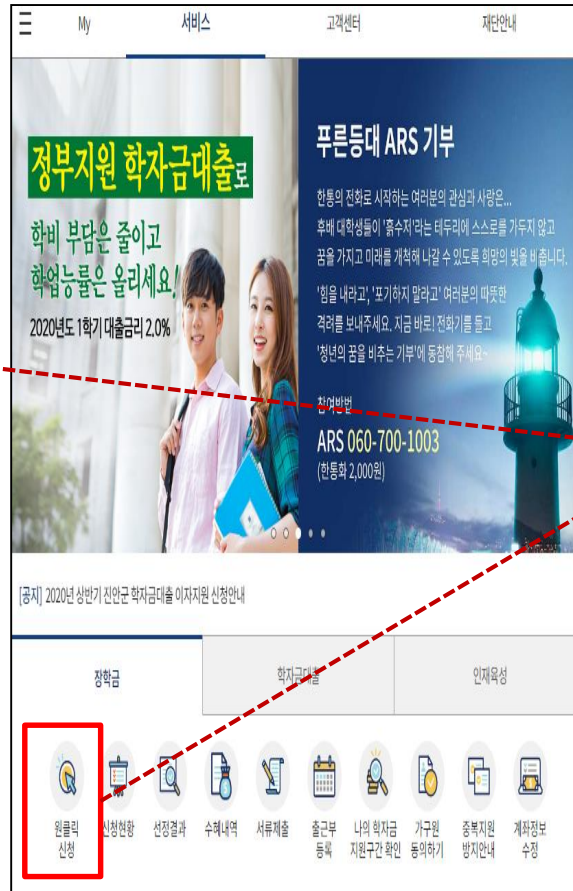 My 서비스 고객센터 재단안내
정부지원 학자금대출로
학비 부담은 줄이고
학업능률은 올리세요!
2020년도 1학기 대출금리 2.0%
푸른등대 ARS 기부
한통의 전화로 시작하는 여러분의 관심과 사랑은...
후배 대학생들이 '흙수저'라는 테두리에 스스로를 가두지 않고
꿈을 가지고 미래를 개척해 나갈 수 있도록 희망의 빛을 비춥니다.
'힘을 내라고', '포기하지 말라고' 여러분의 따뜻한
격려를 보내주세요. 지금 바로! 전화기를 들고
'청년의 꿈을 비추는 기부'에 동참해 주세요~
참여방법
ARS 060-700-1003
(한통화 2,000원)
[공지] 2020년 상반기 진안군 학자금대출 이자지원 신청안내
장학금 학자금대출 인재육성
원클릭 신청현황 선정결과 수혜내역 서류제출 출근부 나의 학자금 가구원 중복지원 계좌정보
신청 등록 지원구간 확인 동의하기 방지안내 수정